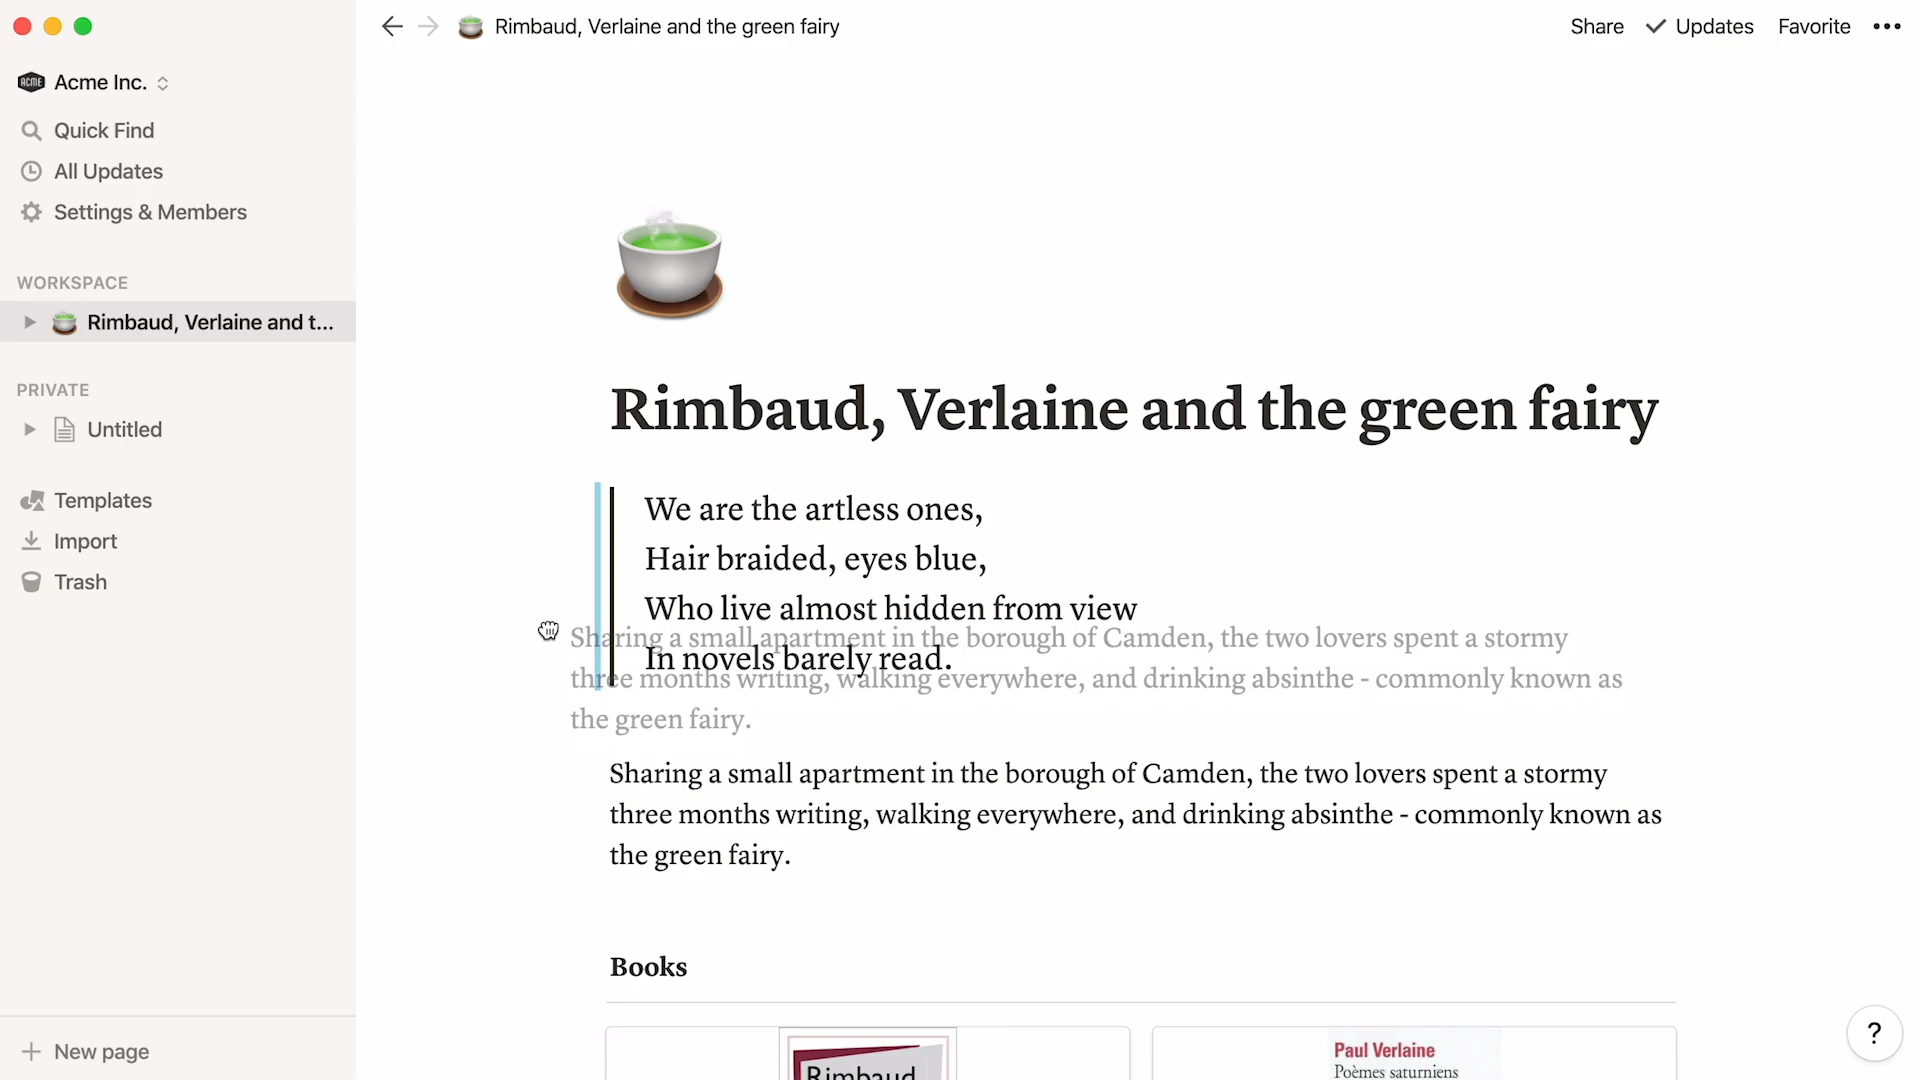 Rimbaud, Verlaine and the green fairy
Share
Updates
Favorite
ACME
Acme Inc.
Quick Find
All Updates
Settings & Members
WORKSPACE
Rimbaud, Verlaine and t...
PRIVATE
Untitled
Templates
Import
Trash
New page
Rimbaud, Verlaine and the green fairy
We are the artless ones,
Hair braided, eyes blue,
Who live almost hidden from view
In novels barely read.
Sharing a small apartment in the borough of Camden, the two lovers spent a stormy
three months writing, walking everywhere, and drinking absinthe - commonly known as
the green fairy.
Sharing a small apartment in the borough of Camden, the two lovers spent a stormy
three months writing, walking everywhere, and drinking absinthe - commonly known as
the green fairy.
Books
Rimbaud
Paul Verlaine
Poèmes saturniens
?